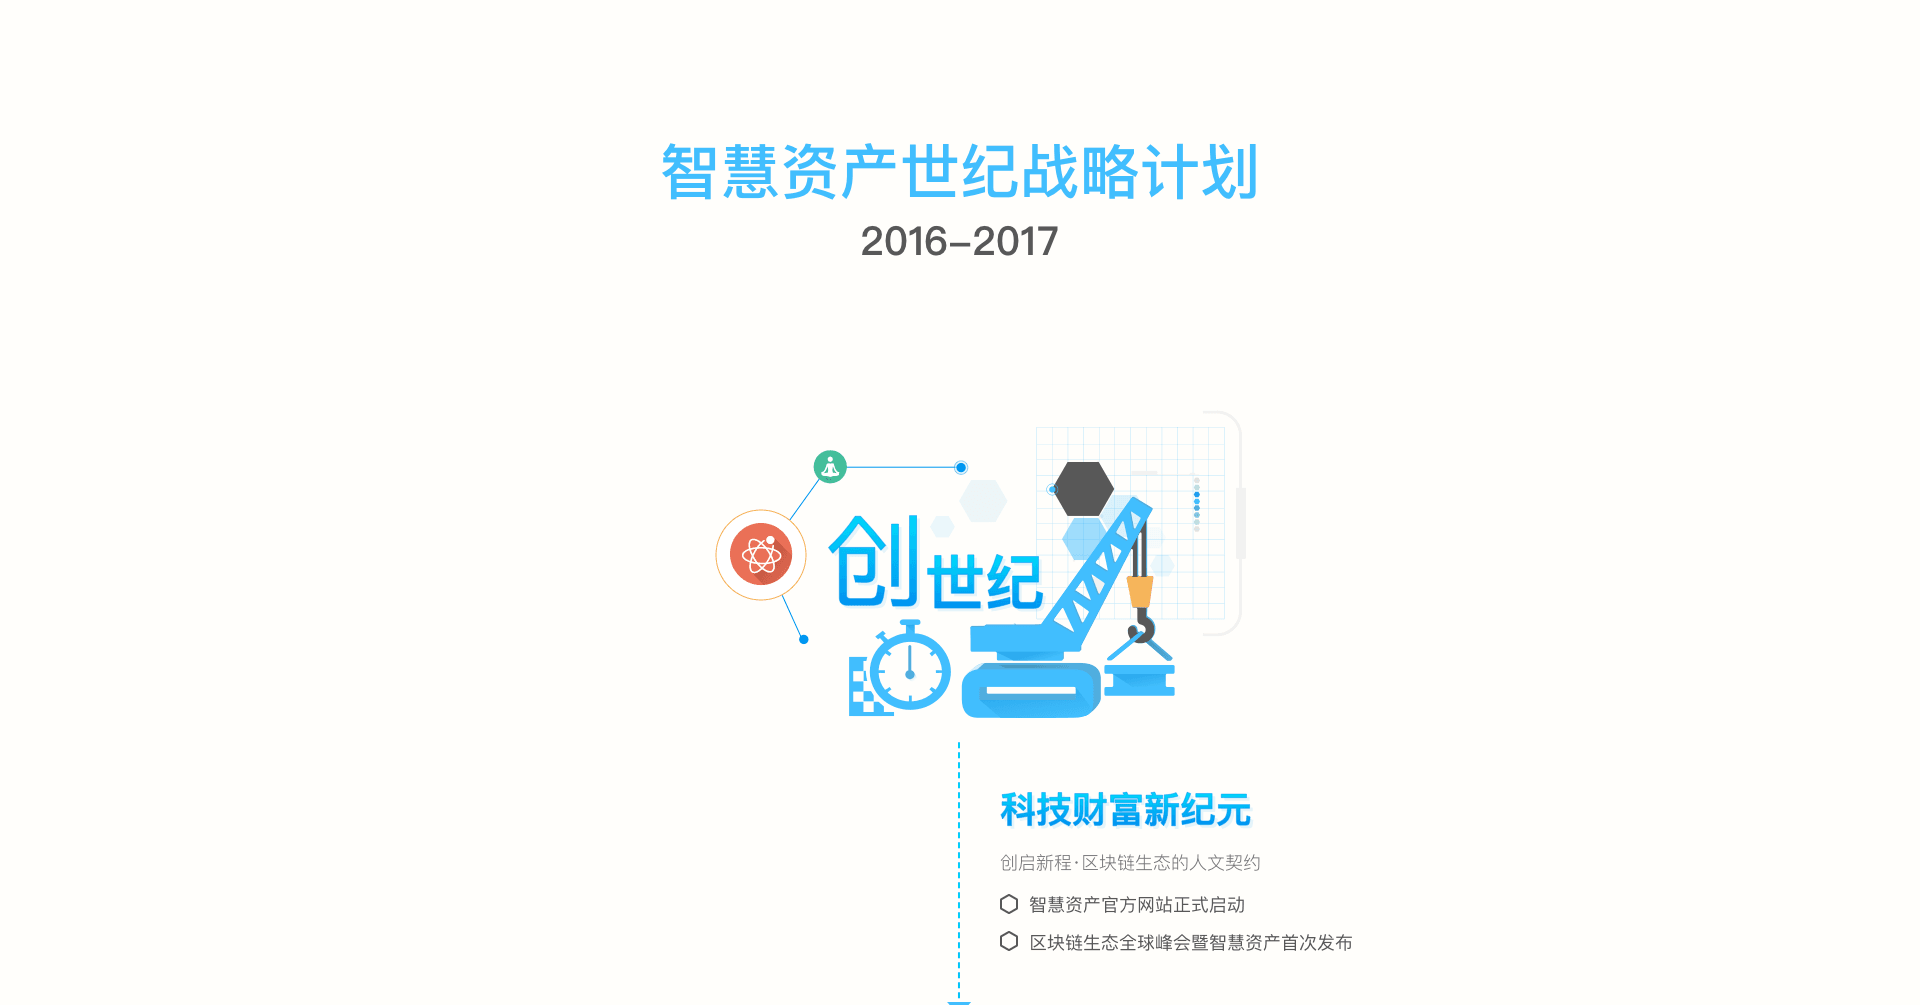 智慧资产世纪战略计划
2016–2017
创世纪
科技财富新纪元
创启新程·区块链生态的人文契约
智慧资产官方网站正式启动
区块链生态全球峰会暨智慧资产首次发布